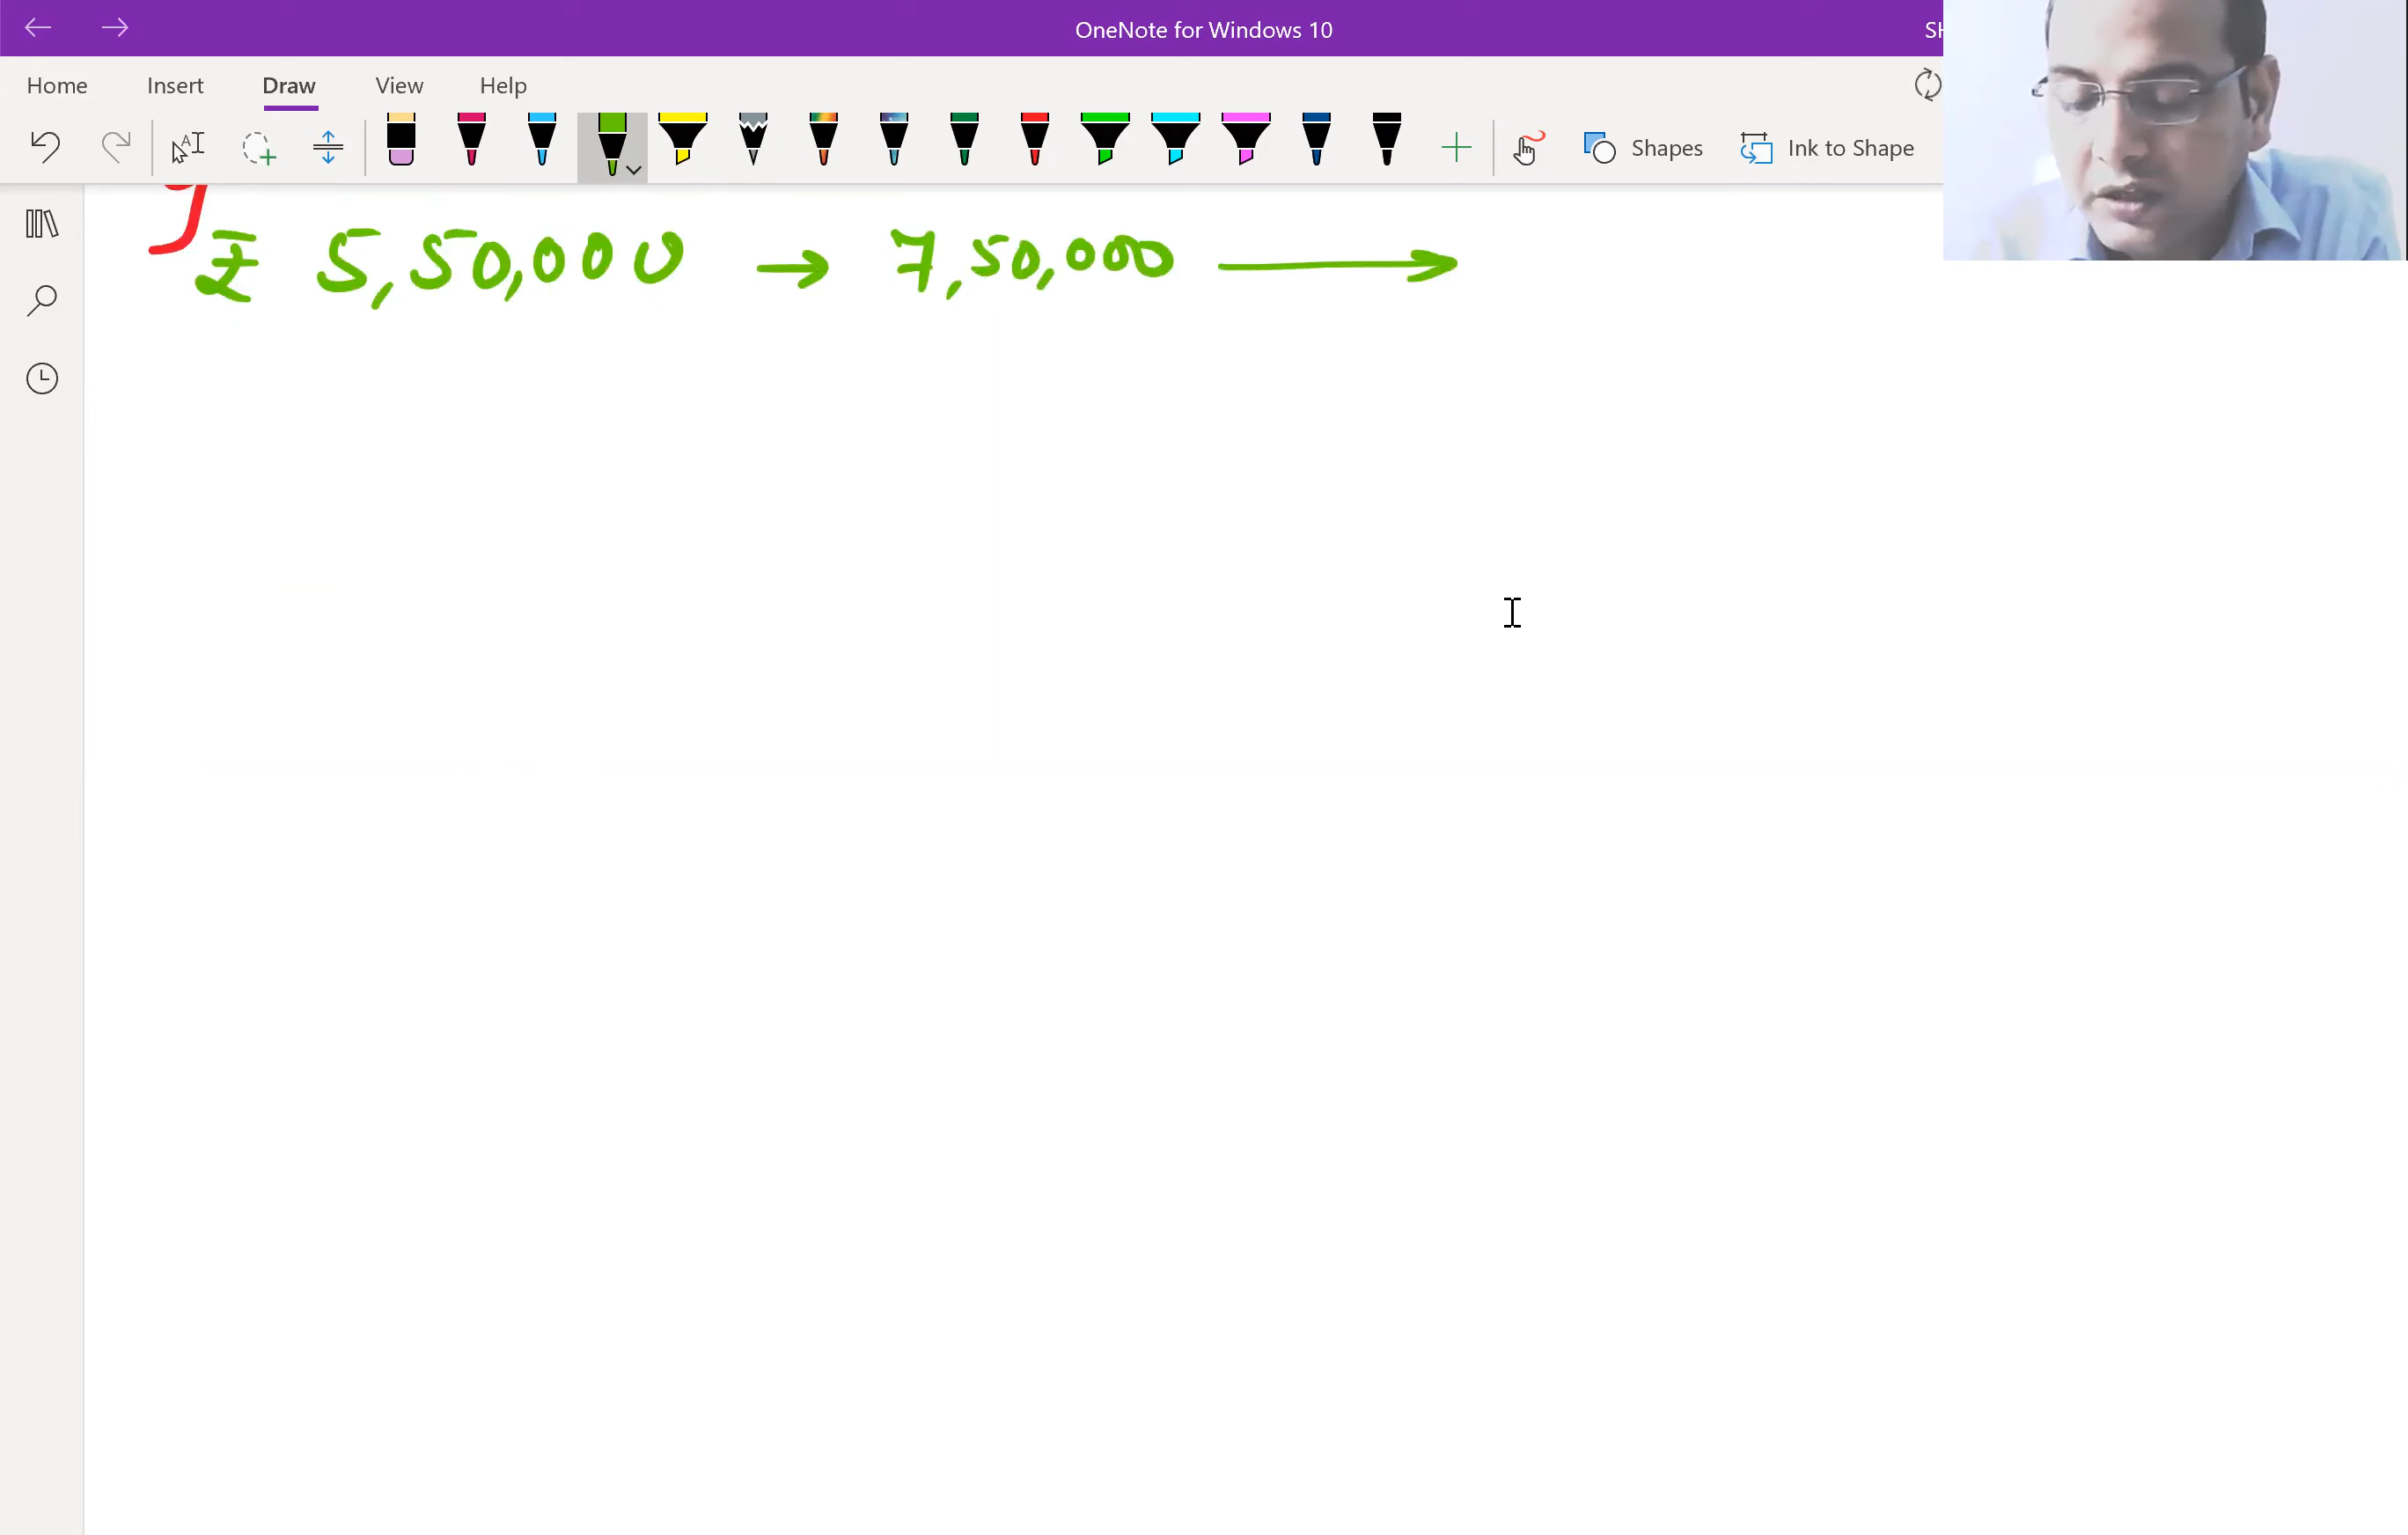 OneNote for Windows 10
Home Insert Draw View Help
Shapes Ink to Shape
₹ 5,50,000 → 7,50,000 →